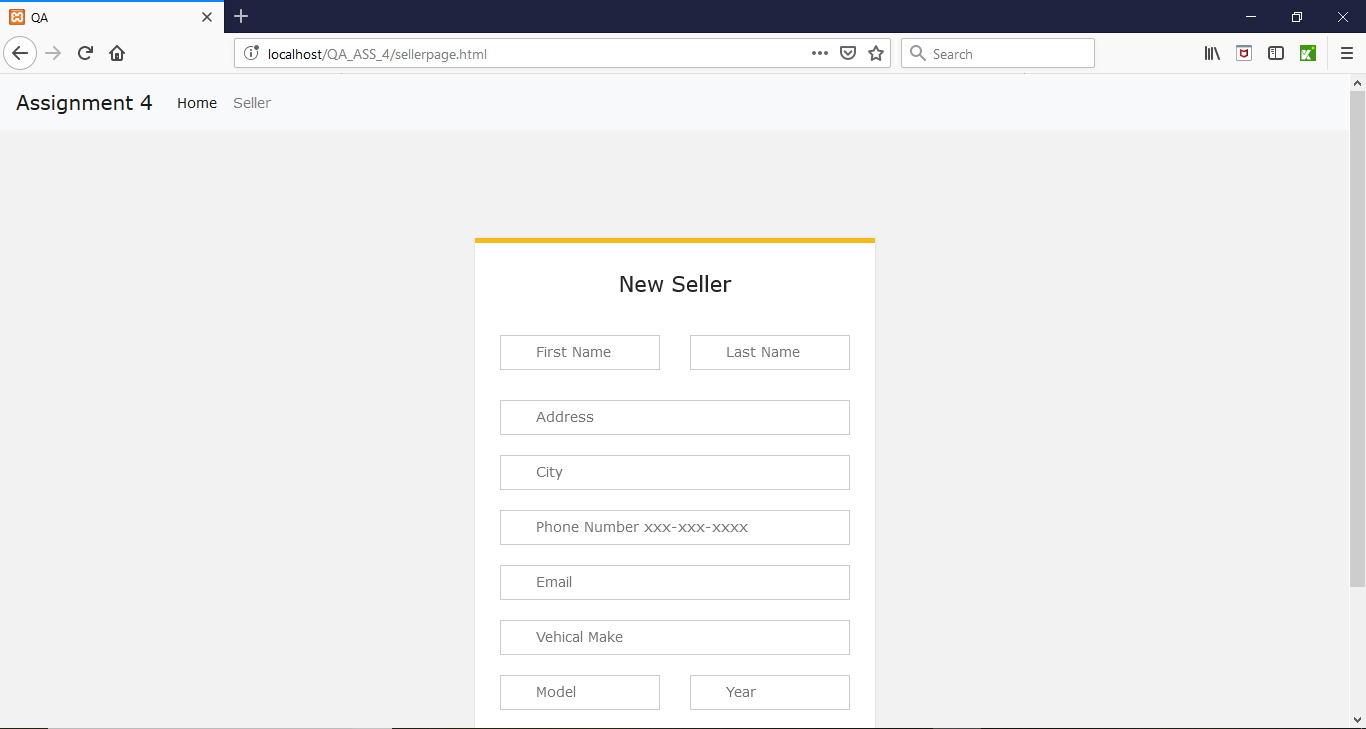 QA
localhost/QA_ASS_4/sellerpage.html
Search
Assignment 4 Home Seller
New Seller
First Name Last Name
Address
City
Phone Number xxx-xxx-xxxx
Email
Vehical Make
Model Year